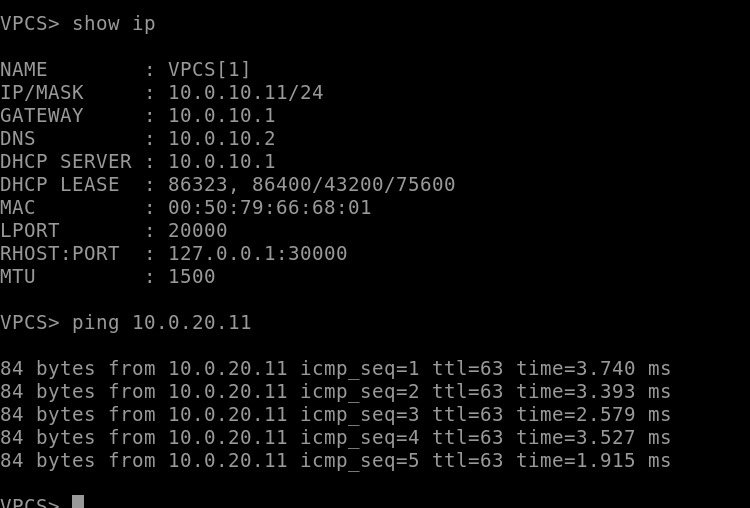 VPCS> show ip
NAME        : VPCS[1]
IP/MASK     : 10.0.10.11/24
GATEWAY     : 10.0.10.1
DNS         : 10.0.10.2
DHCP SERVER : 10.0.10.1
DHCP LEASE  : 86323, 86400/43200/75600
MAC         : 00:50:79:66:68:01
LPORT       : 20000
RHOST:PORT  : 127.0.0.1:30000
MTU         : 1500
VPCS> ping 10.0.20.11
84 bytes from 10.0.20.11 icmp_seq=1 ttl=63 time=3.740 ms
84 bytes from 10.0.20.11 icmp_seq=2 ttl=63 time=3.393 ms
84 bytes from 10.0.20.11 icmp_seq=3 ttl=63 time=2.579 ms
84 bytes from 10.0.20.11 icmp_seq=4 ttl=63 time=3.527 ms
84 bytes from 10.0.20.11 icmp_seq=5 ttl=63 time=1.915 ms
VPCS>